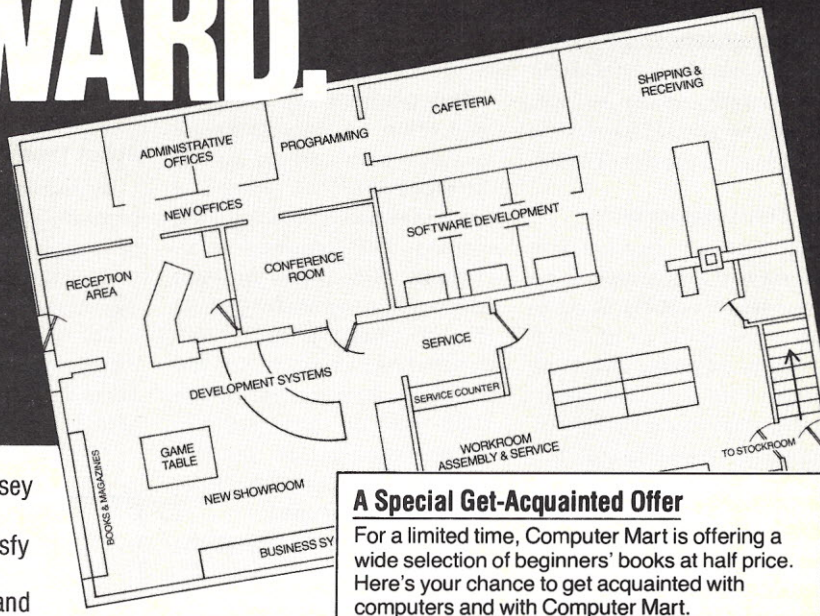 WARD.
ADMINISTRATIVE
OFFICES
PROGRAMMING
CAFETERIA
SHIPPING &
RECEIVING
NEW OFFICES
SOFTWARE DEVELOPMENT
RECEPTION
AREA
CONFERENCE
ROOM
SERVICE
DEVELOPMENT SYSTEMS
SERVICE COUNTER
GAME
TABLE
WORKROOM
ASSEMBLY & SERVICE
TO STOCKROOM
BOOKS & MAGAZINES
NEW SHOWROOM
BUSINESS SY
sey
sfy
and
A Special Get-Acquainted Offer
For a limited time, Computer Mart is offering a
wide selection of beginners' books at half price.
Here's your chance to get acquainted with
computers and with Computer Mart.